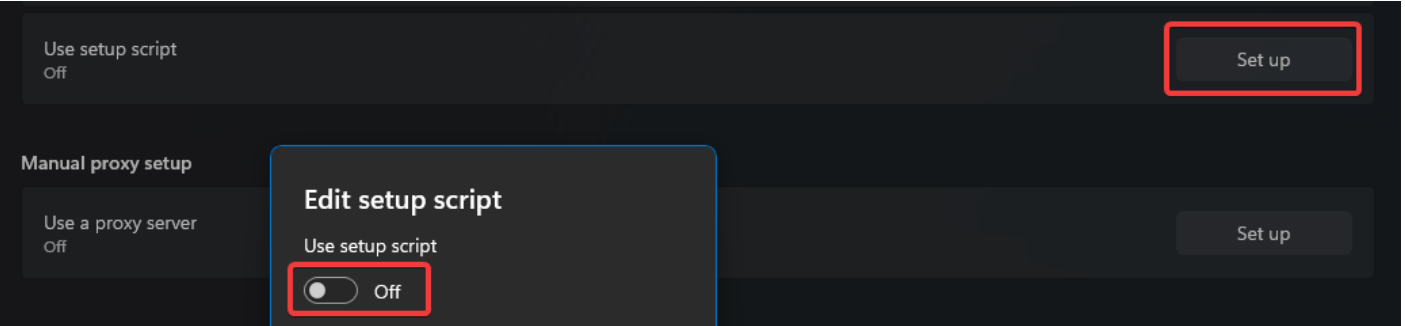 Use setup script
Off
Set up
Manual proxy setup
Use a proxy server
Off
Set up
Edit setup script
Use setup script
Off